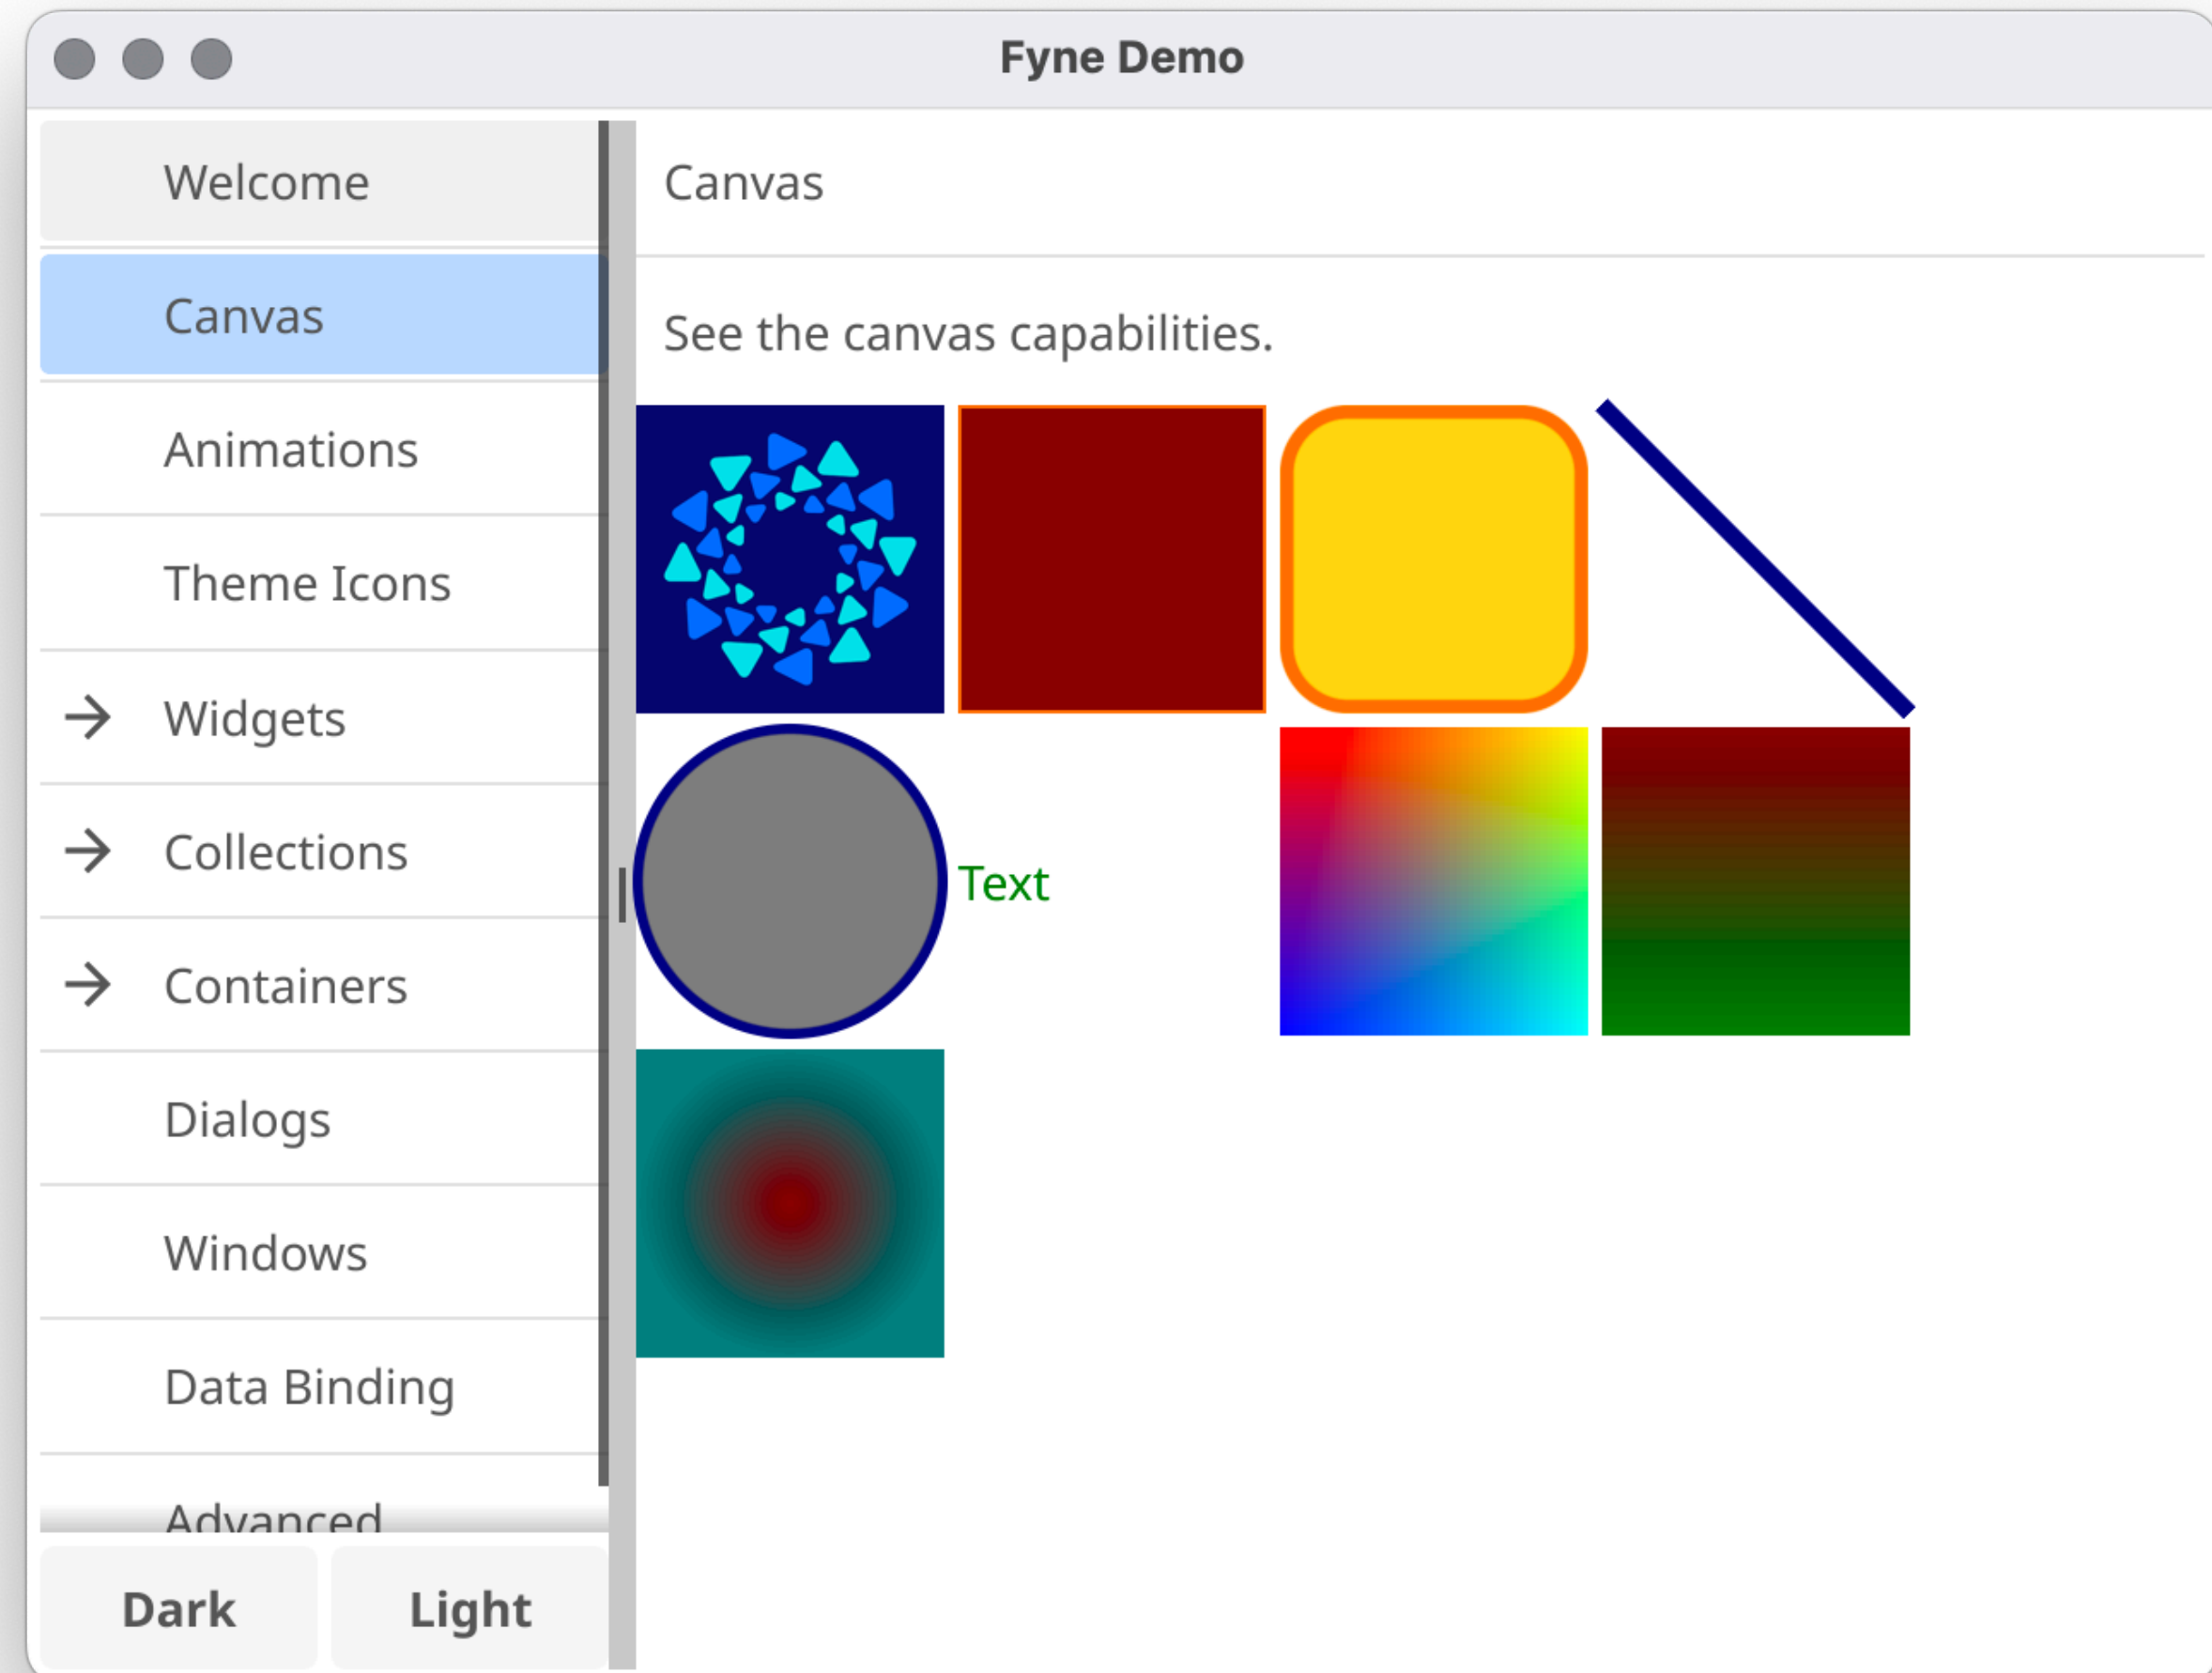 Fyne Demo
Welcome
Canvas
Animations
Theme Icons
Widgets
Collections
Containers
Dialogs
Windows
Data Binding
Advanced
Dark
Light
Canvas
See the canvas capabilities.
Text